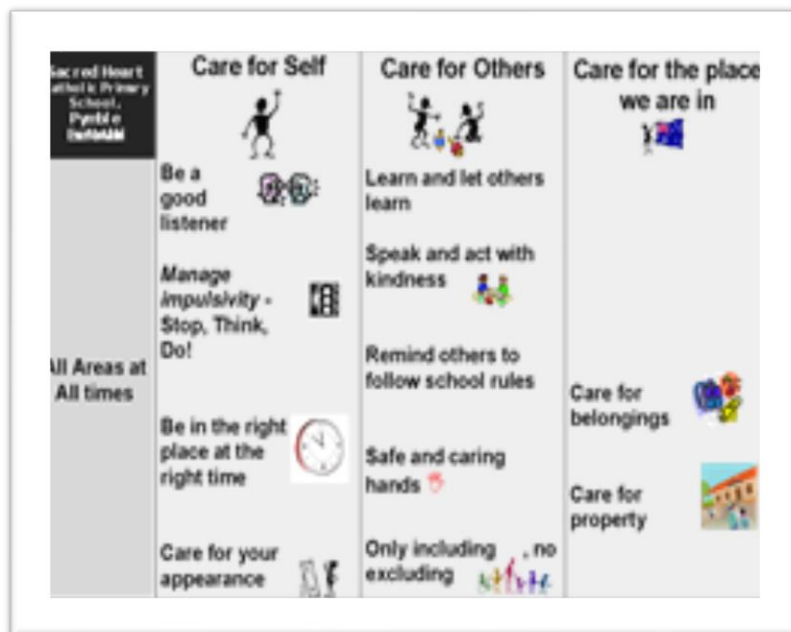 Sacred Heart
Catholic Primary
School,
Pymble
Care for Self
Care for Others
Care for the place
we are in
All Areas at
All times
Be a
good
listener
Manage
impulsivity -
Stop, Think,
Do!
Be in the right
place at the
right time
Care for your
appearance
Learn and let others
learn
Speak and act with
kindness
Remind others to
follow school rules
Safe and caring
hands
Only including , no
excluding
Care for
belongings
Care for
property